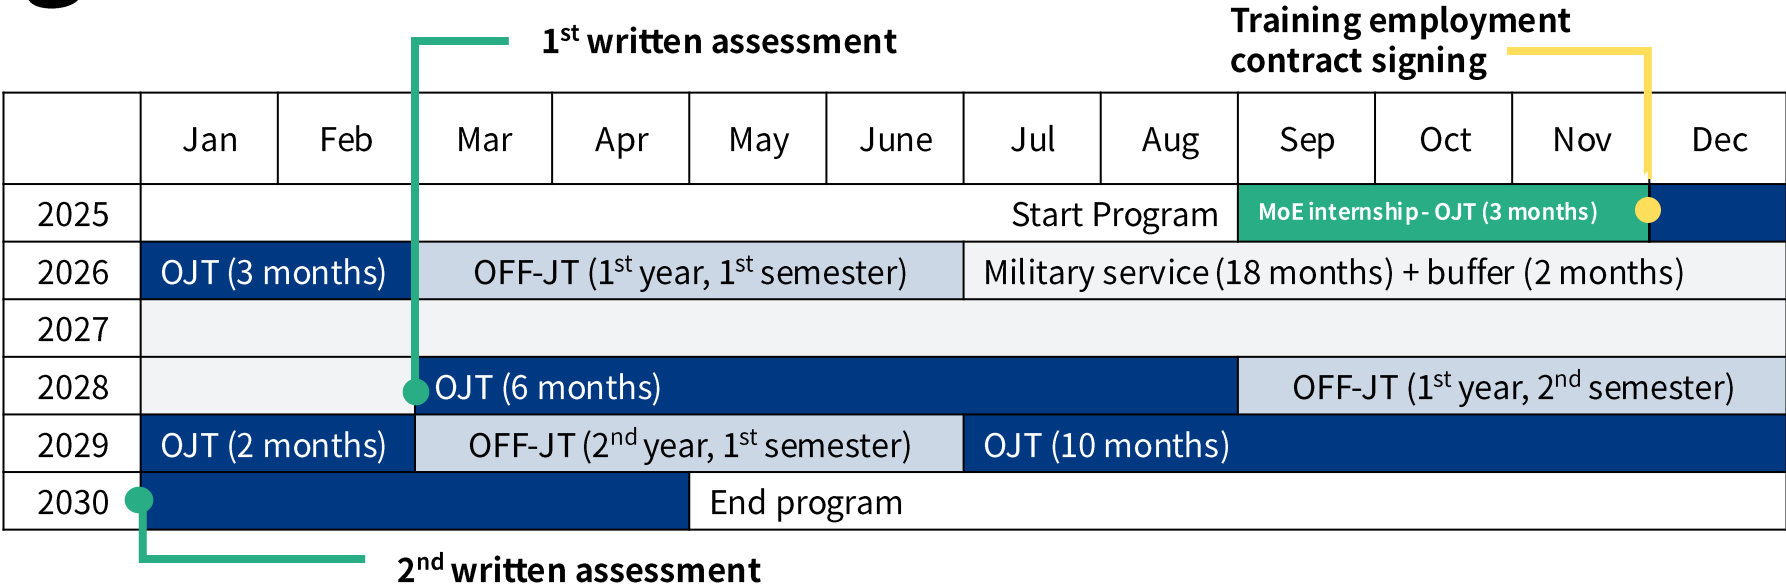 1st written assessment
Training employment
contract signing
Jan Feb Mar Apr May June Jul Aug Sep Oct Nov Dec
2025 Start Program MoE internship - OJT (3 months)
2026 OJT (3 months) OFF-JT (1st year, 1st semester) Military service (18 months) + buffer (2 months)
2027
2028 OJT (6 months) OFF-JT (1st year, 2nd semester)
2029 OJT (2 months) OFF-JT (2nd year, 1st semester) OJT (10 months)
2030 End program
2nd written assessment